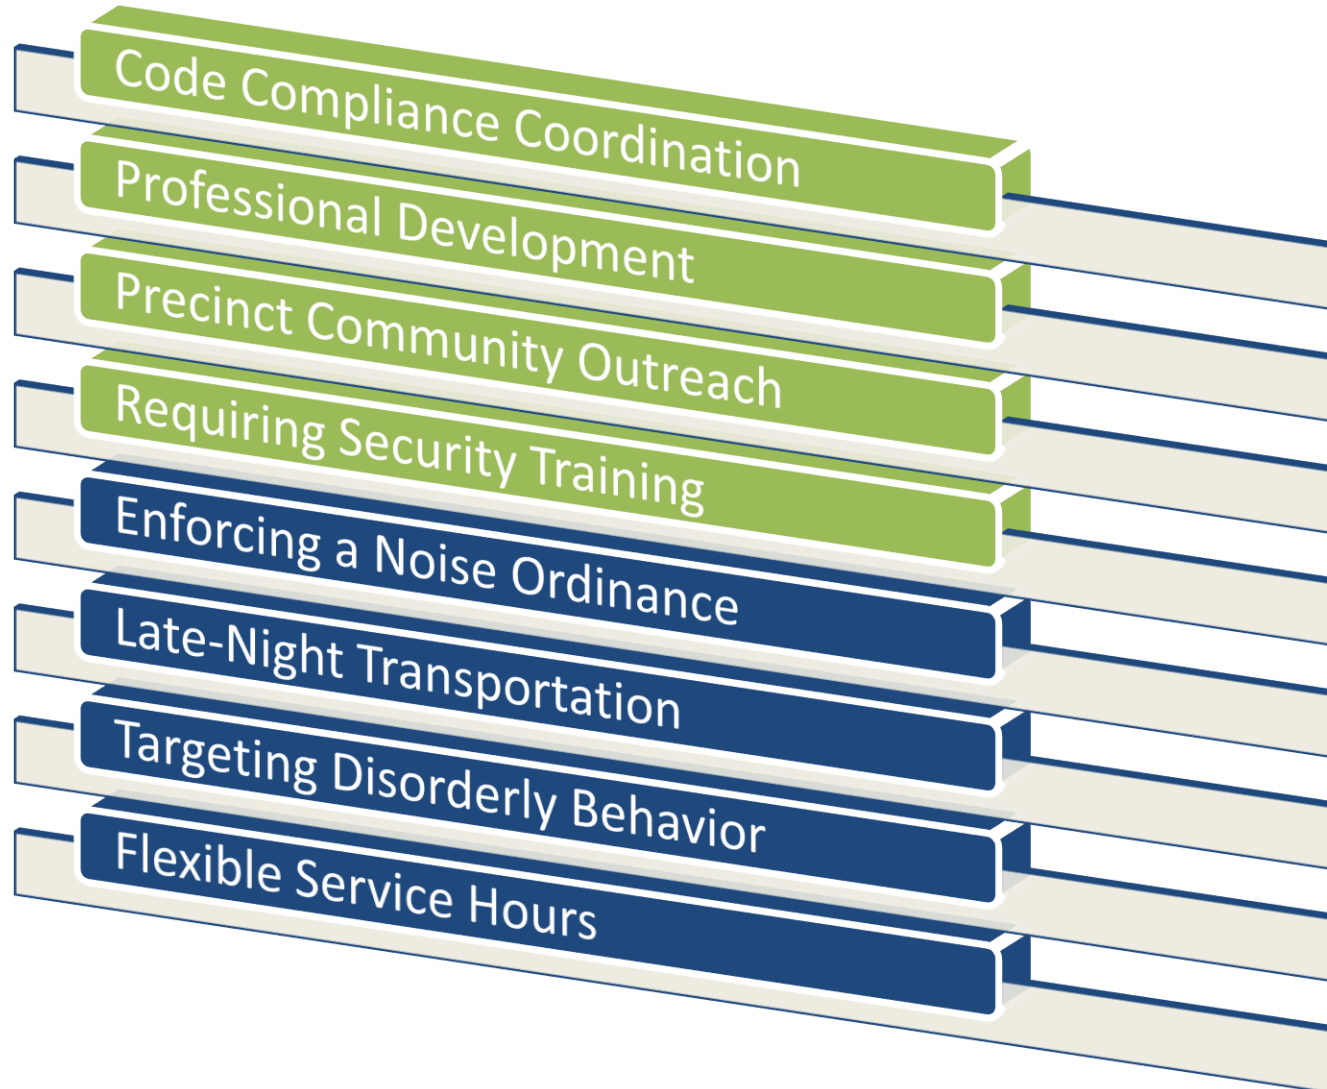 Code Compliance Coordination
Professional Development
Precinct Community Outreach
Requiring Security Training
Enforcing a Noise Ordinance
Late-Night Transportation
Targeting Disorderly Behavior
Flexible Service Hours